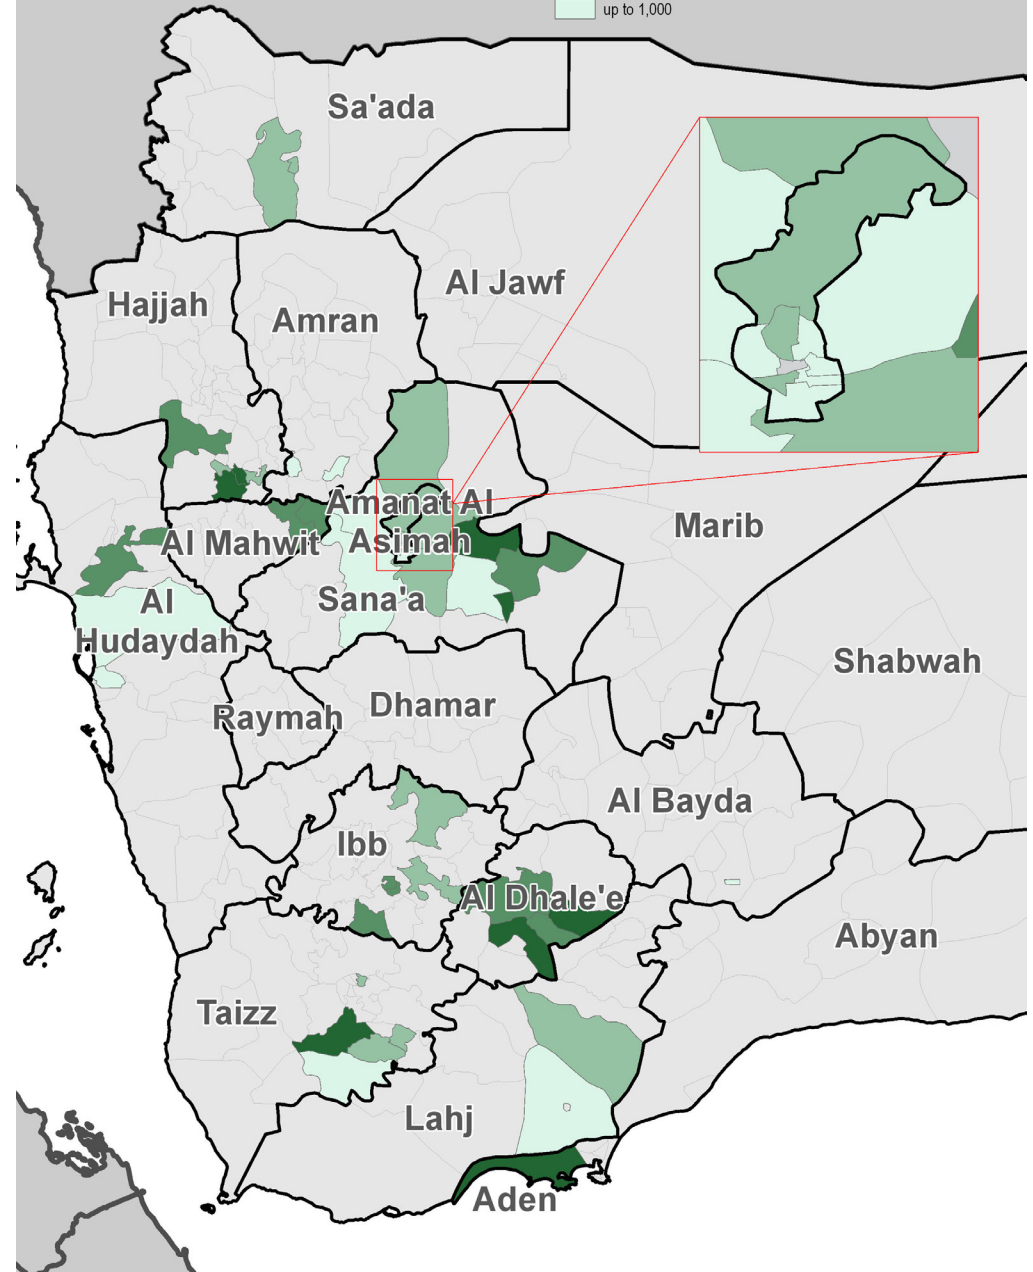 up to 1,000
Sa'ada
Al Jawf
Hajjah
Amran
Amanat Al
Asimah
Marib
Al Mahwit
Sana'a
Al
Hudaydah
Shabwah
Raymah
Dhamar
Al Bayda
Ibb
Al Dhale'e
Abyan
Taizz
Lahj
Aden